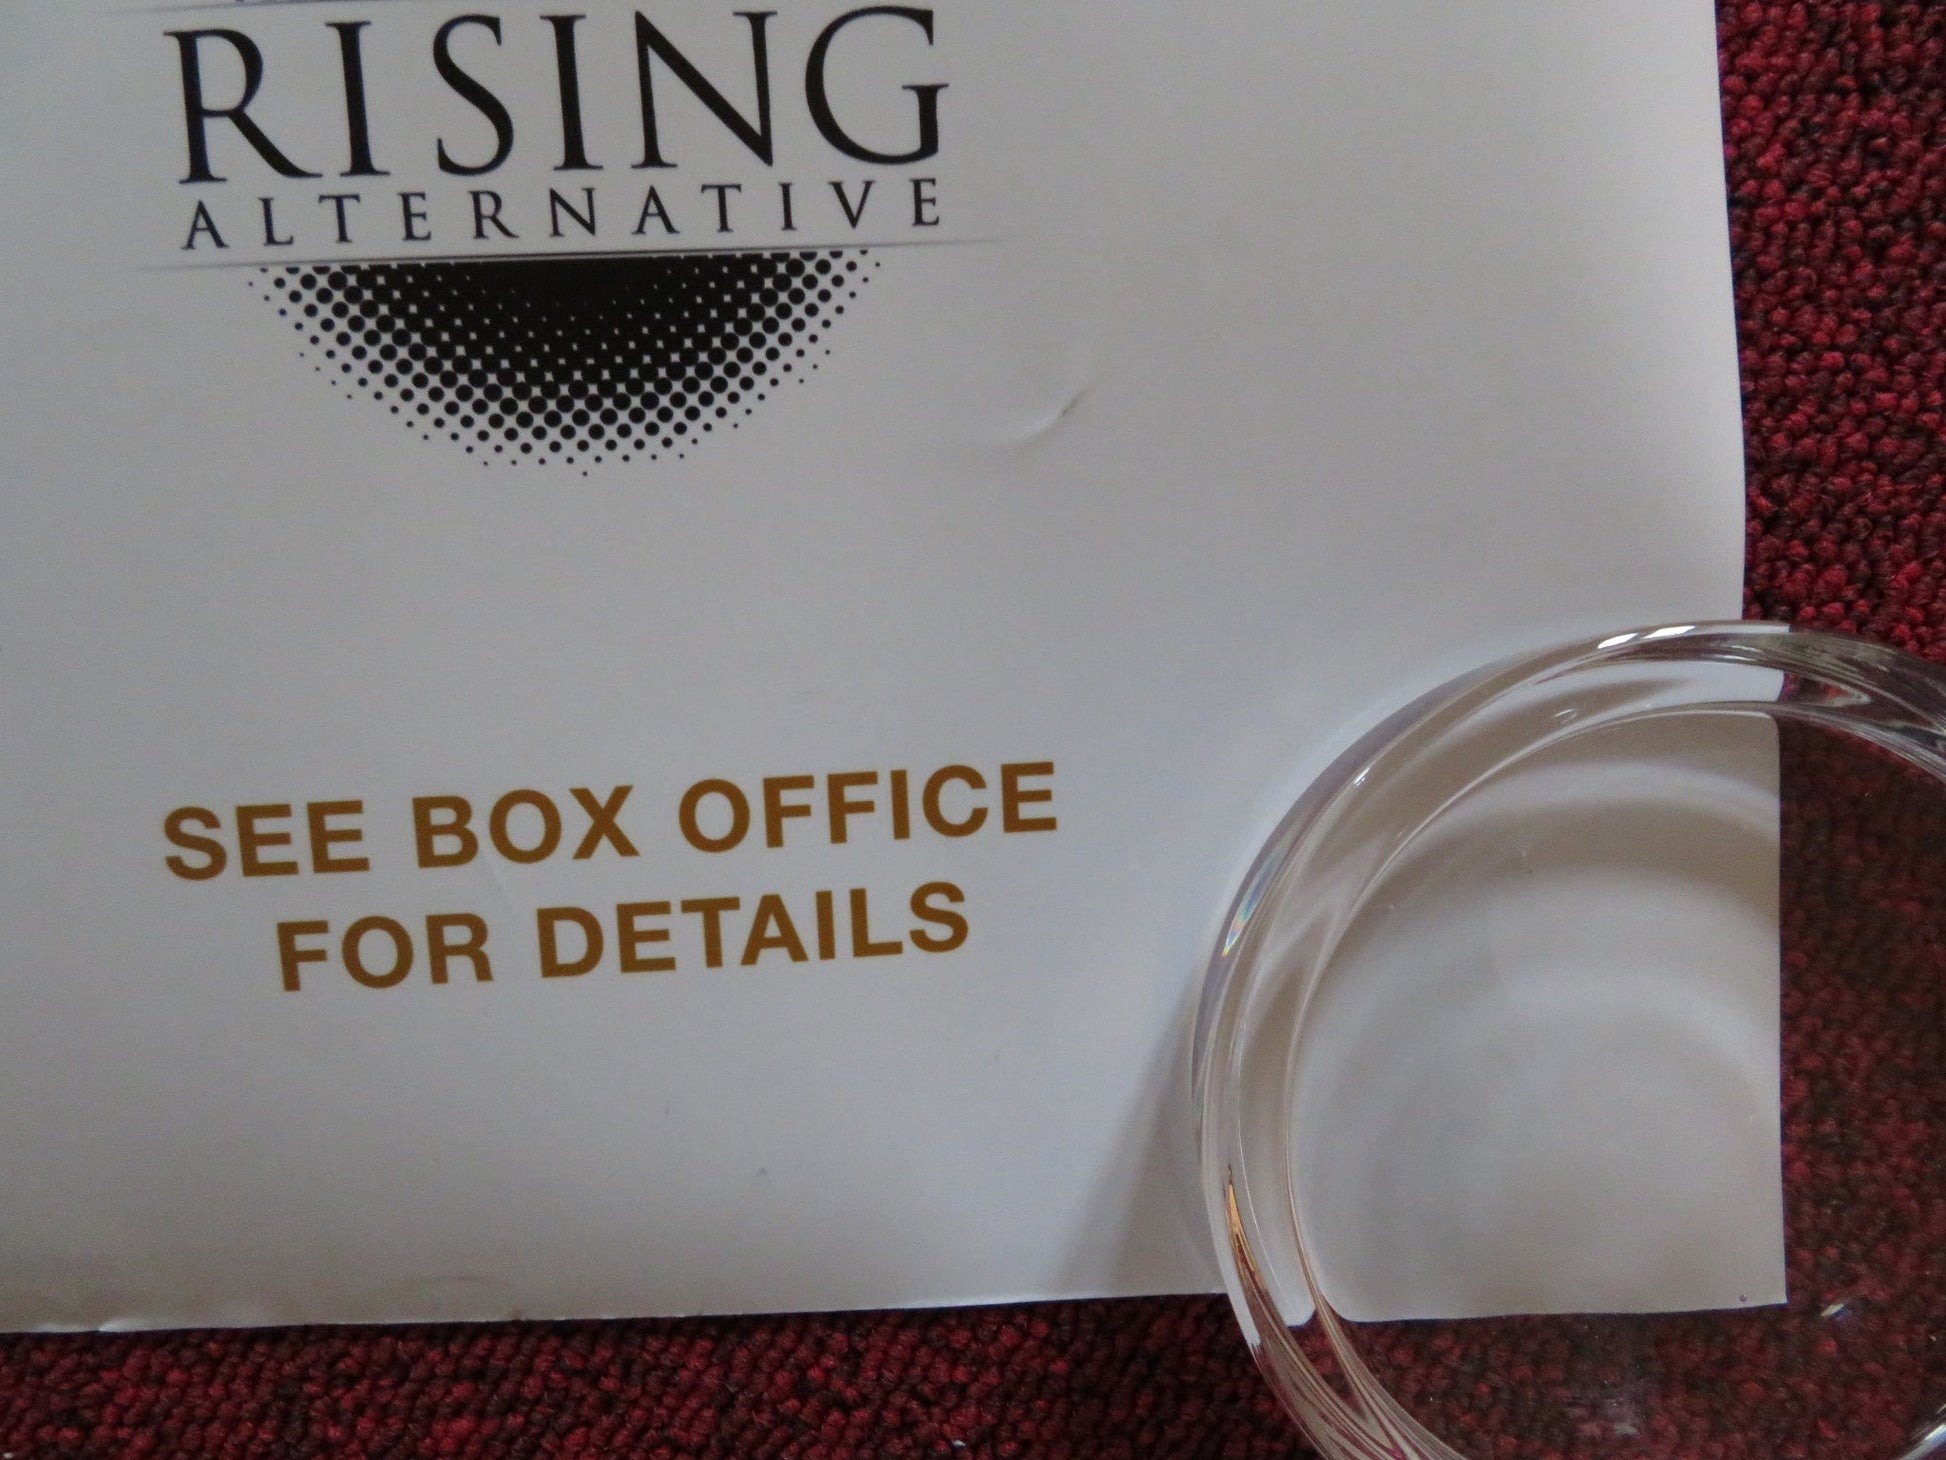 RISING
ALTERNATIVE
SEE BOX OFFICE
FOR DETAILS